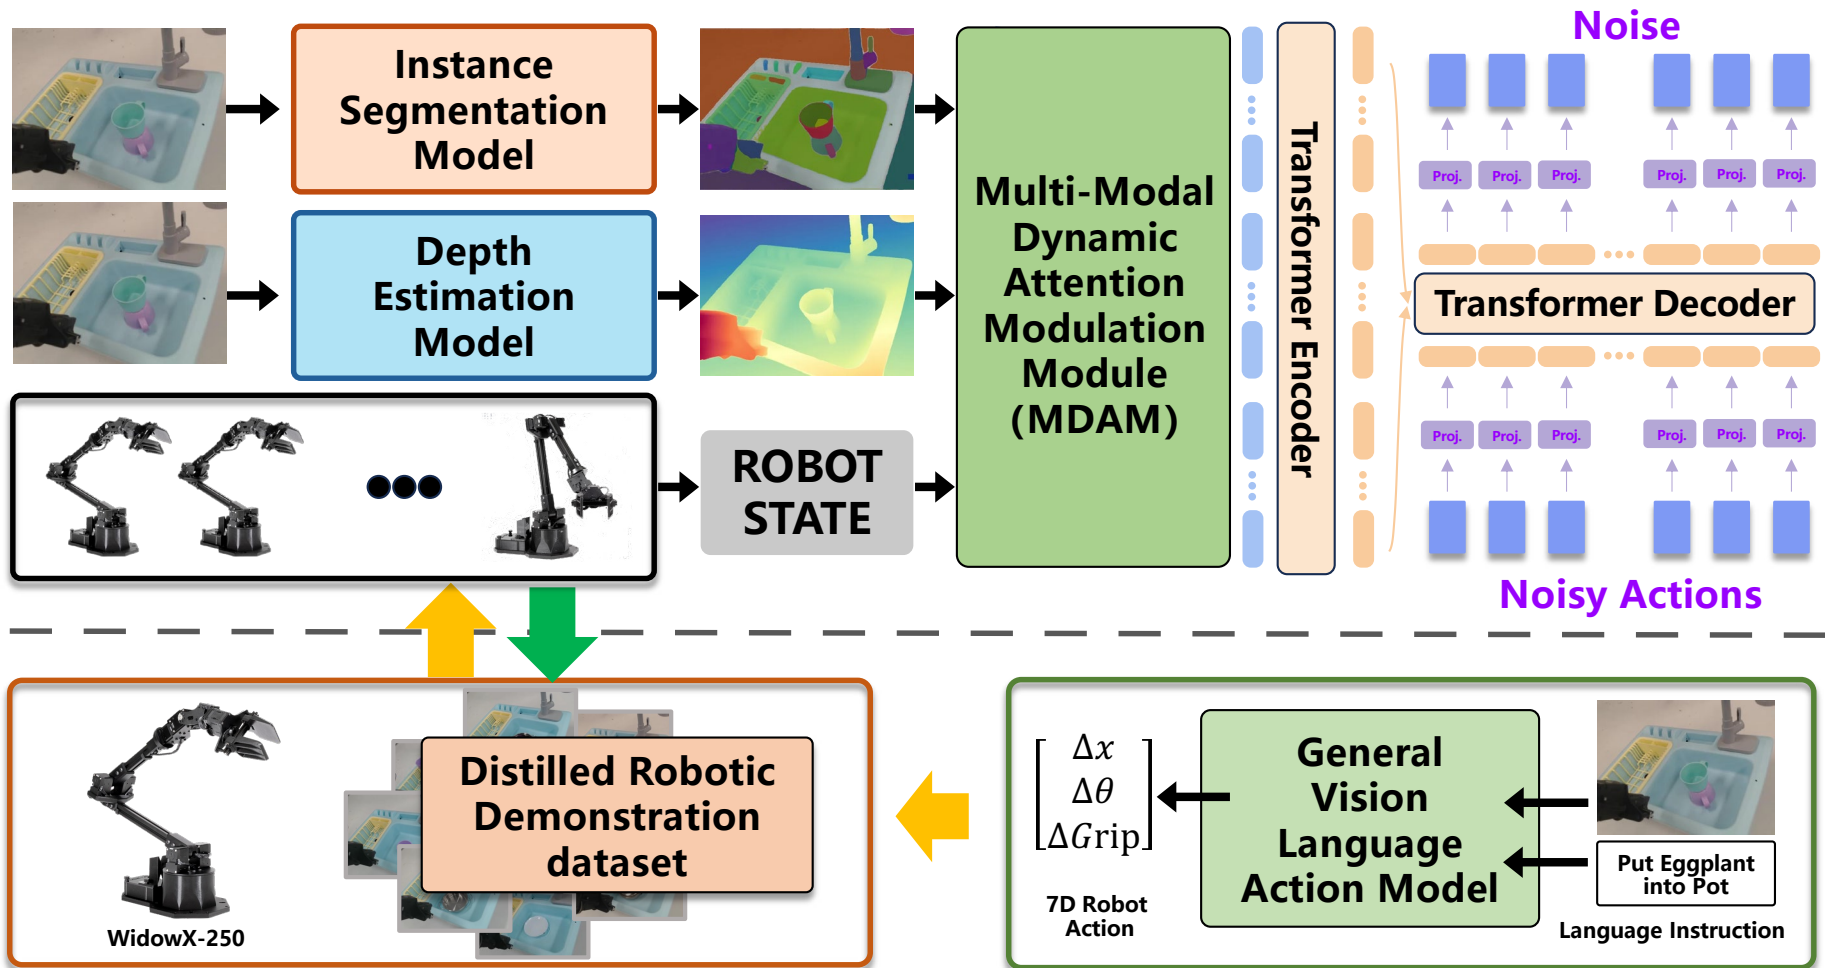 Instance
Segmentation
Model
Depth
Estimation
Model
ROBOT
STATE
Multi-Modal
Dynamic
Attention
Modulation
Module
(MDAM)
Transformer Encoder
Noise
Proj. Proj. Proj. Proj. Proj. Proj.
Transformer Decoder
Proj. Proj. Proj. Proj. Proj. Proj.
Noisy Actions
WidowX-250
Distilled Robotic
Demonstration
dataset
Δx
Δθ
ΔGrip
7D Robot
Action
General
Vision
Language
Action Model
Put Eggplant
into Pot
Language Instruction